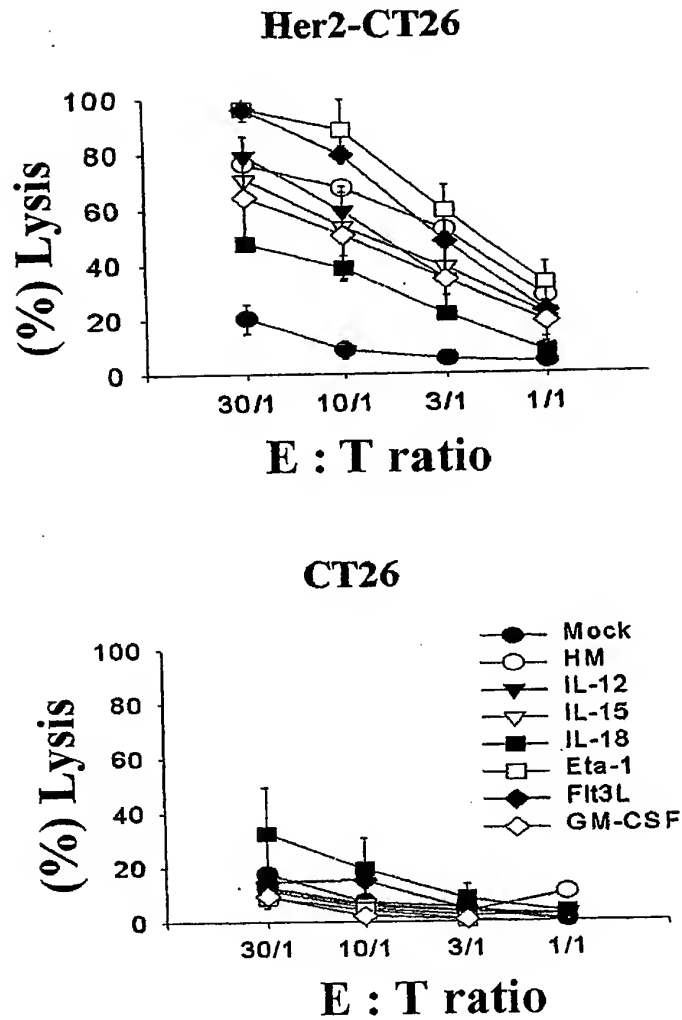 Her2-CT26
100
80
60
40
20
0
(%) Lysis
30/1 10/1 3/1 1/1
E : T ratio
CT26
100
80
60
40
20
0
(%) Lysis
Mock
HM
IL-12
IL-15
IL-18
Eta-1
Flt3L
GM-CSF
30/1 10/1 3/1 1/1
E : T ratio